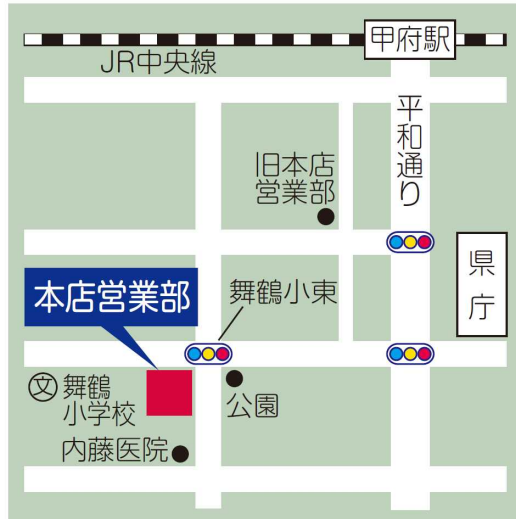 甲府駅
JR中央線
平和通り
旧本店
営業部
県庁
本店営業部
舞鶴小東
文
舞鶴
小学校
公園
内藤医院